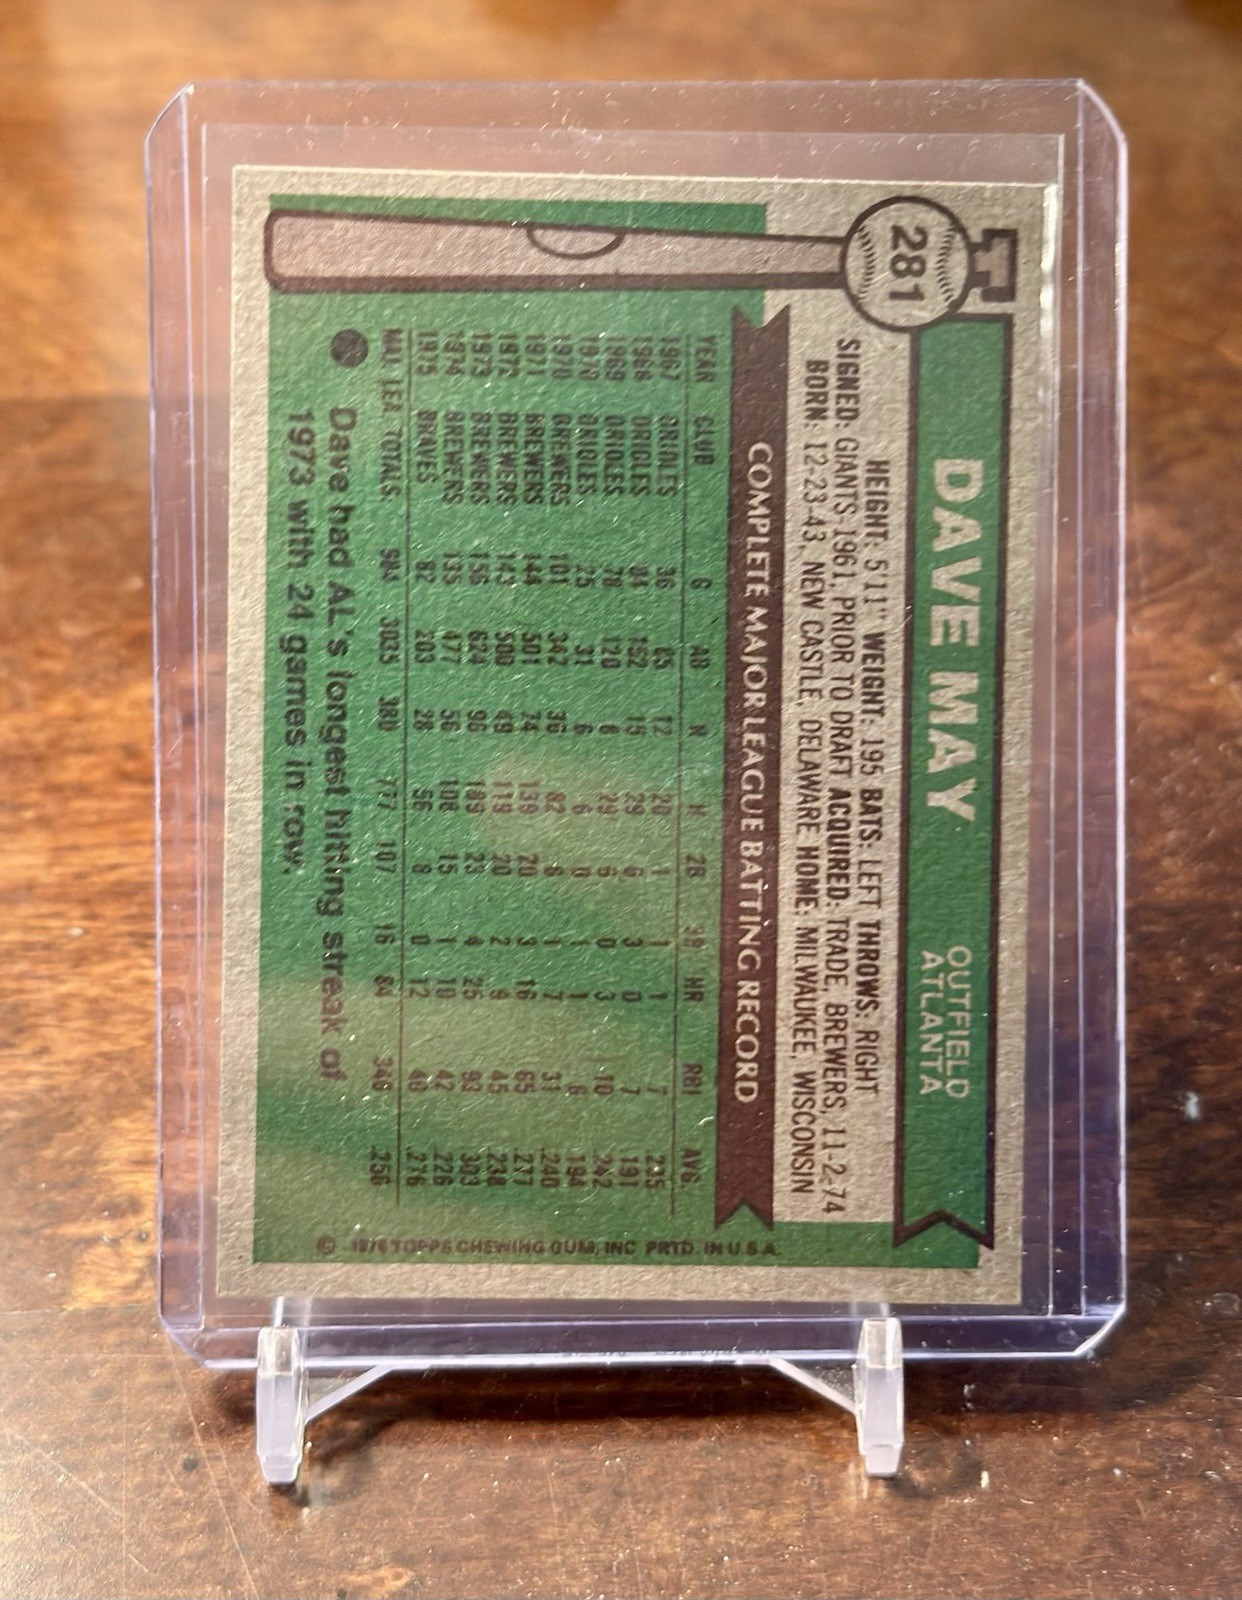 281
DAVE MAY
OUTFIELD
ATLANTA
HEIGHT: 5'11" WEIGHT: 195 BATS: LEFT THROWS: RIGHT
SIGNED: GIANTS-1961, PRIOR TO DRAFT ACQUIRED: TRADE, BREWERS, 11-2-74
BORN: 12-23-43, NEW CASTLE, DELAWARE HOME: MILWAUKEE, WISCONSIN
COMPLETE MAJOR LEAGUE BATTING RECORD
YEAR CLUB G AB R H 2B 3B HR RBI AVG.
1967 ORIOLES 36 85 12 20 1 1 1 7 .235
1968 ORIOLES 84 152 15 29 6 3 0 7 .191
1969 ORIOLES 78 120 8 29 6 0 3 10 .242
1970 ORIOLES 25 31 6 6 0 1 1 6 .194
1970 BREWERS 101 342 36 82 8 1 7 31 .240
1971 BREWERS 144 501 74 139 20 3 16 65 .277
1972 BREWERS 143 500 49 119 20 2 9 45 .238
1973 BREWERS 156 624 96 189 23 4 25 93 .303
1974 BREWERS 135 477 56 108 15 1 10 42 .226
1975 BRAVES 82 203 28 56 8 0 12 46 .276
MAJ. LEA. TOTALS 984 3035 380 777 107 16 84 .256
Dave had AL's longest hitting streak of
1973 with 24 games in row.
© 1976 TOPPS CHEWING GUM, INC PRTD. IN U.S.A.